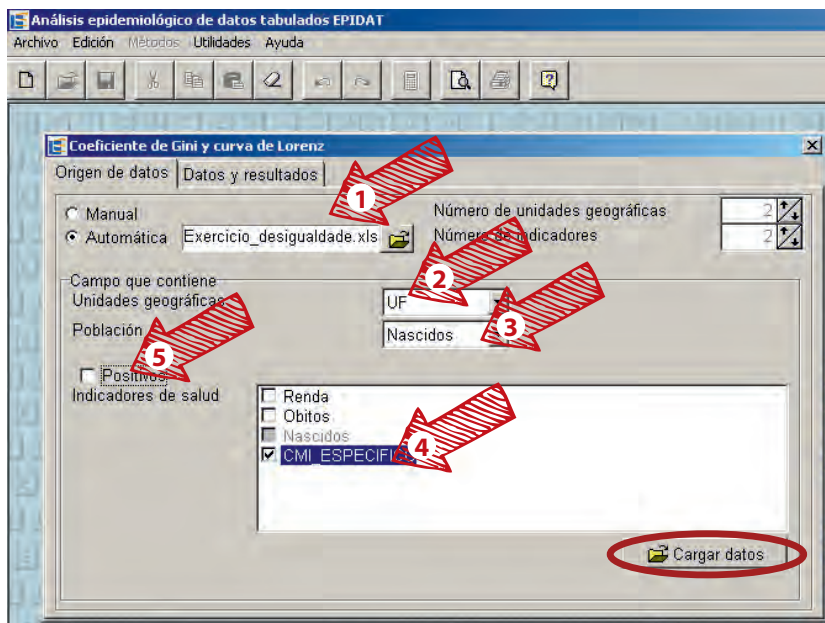 Análisis epidemiológico de datos tabulados EPIDAT
Archivo Edición Métodos Utilidades Ayuda
Coeficiente de Gini y curva de Lorenz
Origen de datos Datos y resultados
1
Manual
Número de unidades geográficas 2
Automática Exercicio_desigualdade.xls
Número de indicadores 2
Campo que contiene
2
Unidades geográficas UF
Población Nascidos
3
5
Positivos
Indicadores de salud
Renda
Obitos
Nascidos
CMI_ESPECIFICO
4
Cargar datos